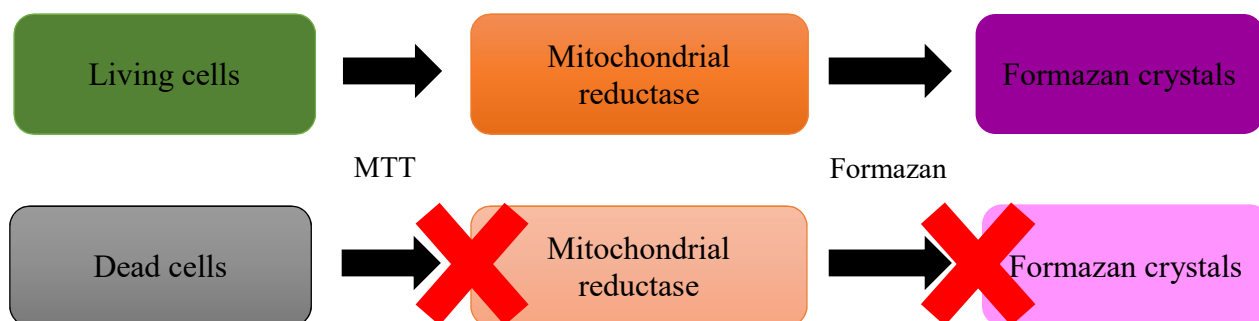 Living cells
Mitochondrial
reductase
Formazan crystals
MTT
Formazan
Dead cells
Mitochondrial
reductase
Formazan crystals